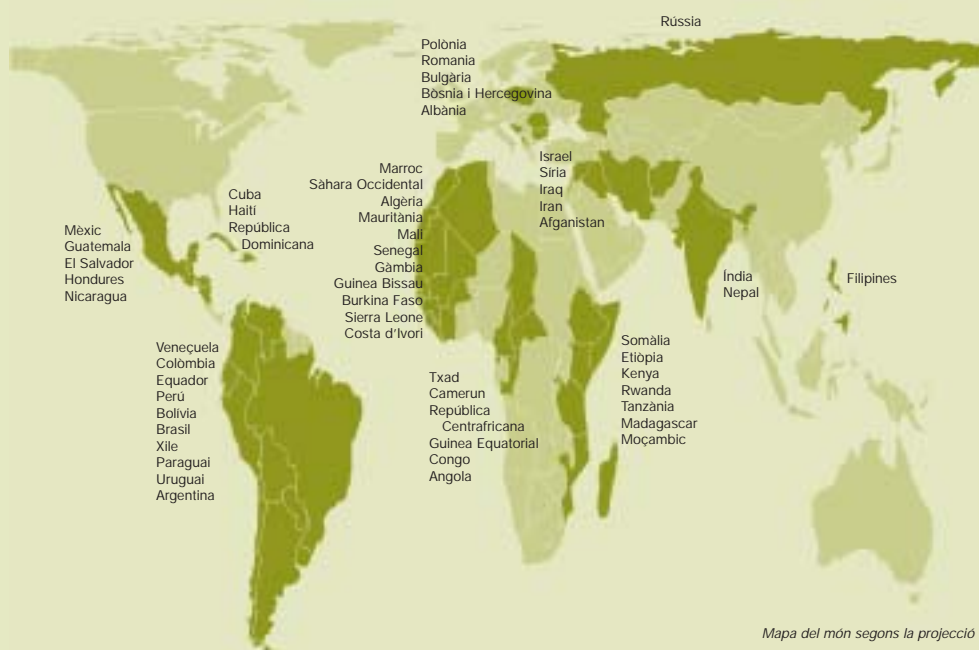 Rússia
Polònia
Romania
Bulgària
Bòsnia i Hercegovina
Albània
Israel
Síria
Iraq
Iran
Afganistan
Marroc
Sàhara Occidental
Algèria
Mauritània
Mali
Senegal
Gàmbia
Guinea Bissau
Burkina Faso
Sierra Leone
Costa d'Ivori
Cuba
Haití
República
Dominicana
Mèxic
Guatemala
El Salvador
Hondures
Nicaragua
Índia
Nepal
Filipines
Veneçuela
Colòmbia
Equador
Perú
Bolívia
Brasil
Xile
Paraguai
Uruguai
Argentina
Txad
Camerun
República
Centrafricana
Guinea Equatorial
Congo
Angola
Somàlia
Etiòpia
Kenya
Rwanda
Tanzània
Madagascar
Moçambic
Mapa del món segons la projecció